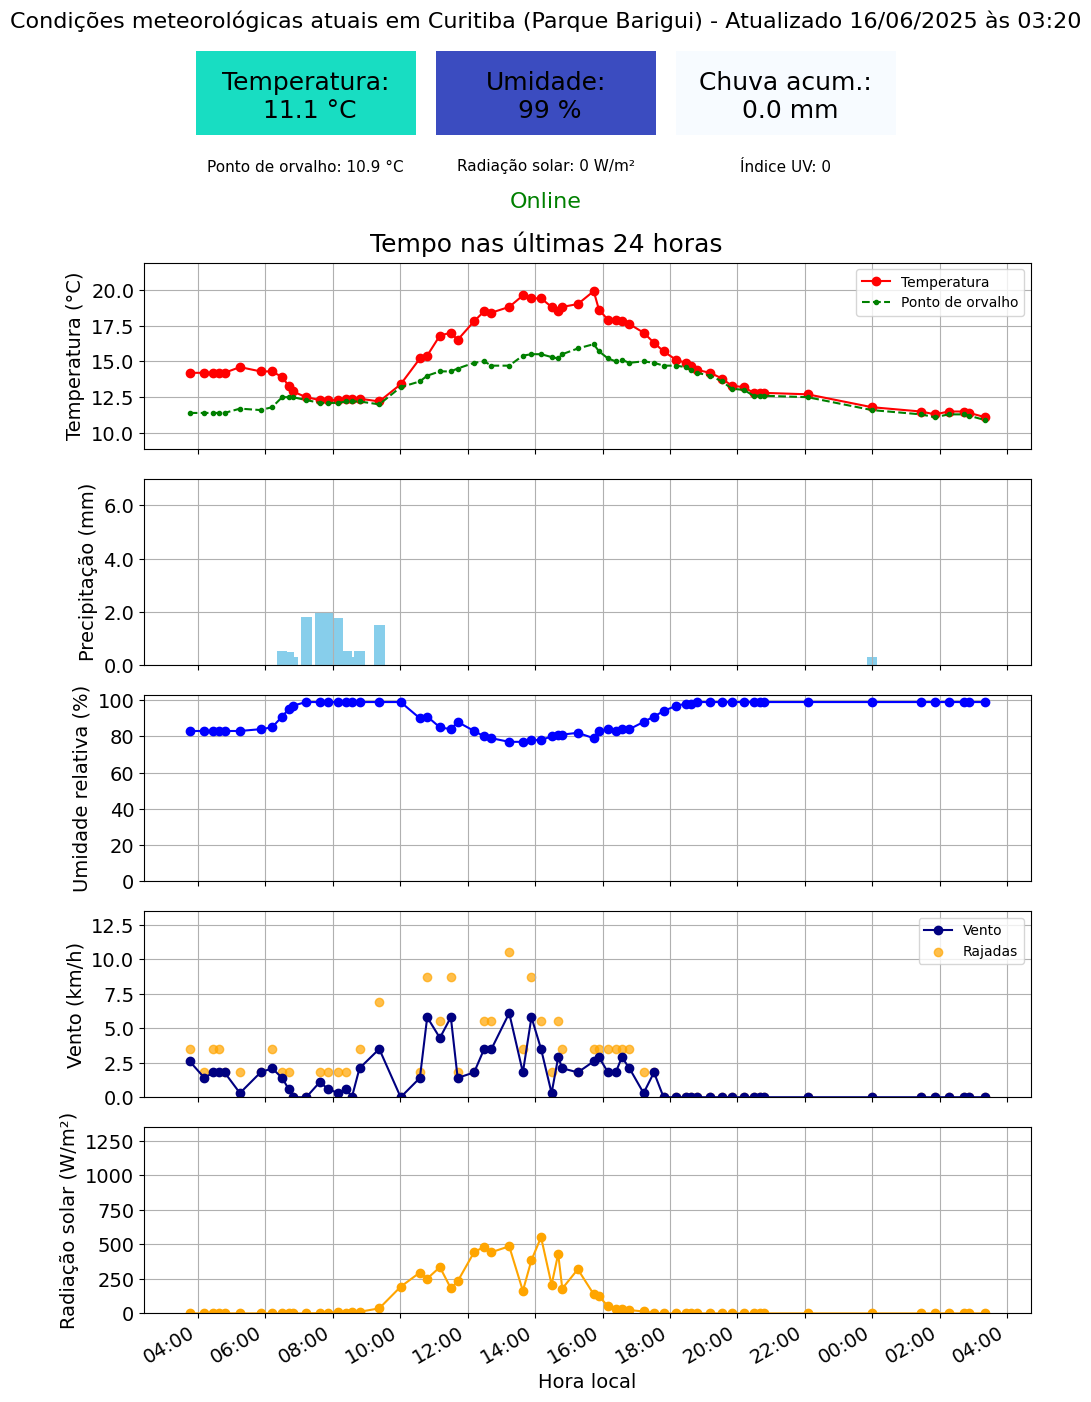 Condições meteorológicas atuais em Curitiba (Parque Barigui) - Atualizado 16/06/2025 às 03:20
Temperatura:
11.1 °C
Umidade:
99 %
Chuva acum.:
0.0 mm
Ponto de orvalho: 10.9 °C
Radiação solar: 0 W/m²
Índice UV: 0
Online
Tempo nas últimas 24 horas
Temperatura (°C)
20.0
17.5
15.0
12.5
10.0
Temperatura
Ponto de orvalho
Precipitação (mm)
6.0
4.0
2.0
0.0
Umidade relativa (%)
100
80
60
40
20
0
Vento (km/h)
12.5
10.0
7.5
5.0
2.5
0.0
Vento
Rajadas
Radiação solar (W/m²)
1250
1000
750
500
250
0
04:00 06:00 08:00 10:00 12:00 14:00 16:00 18:00 20:00 22:00 00:00 02:00 04:00
Hora local